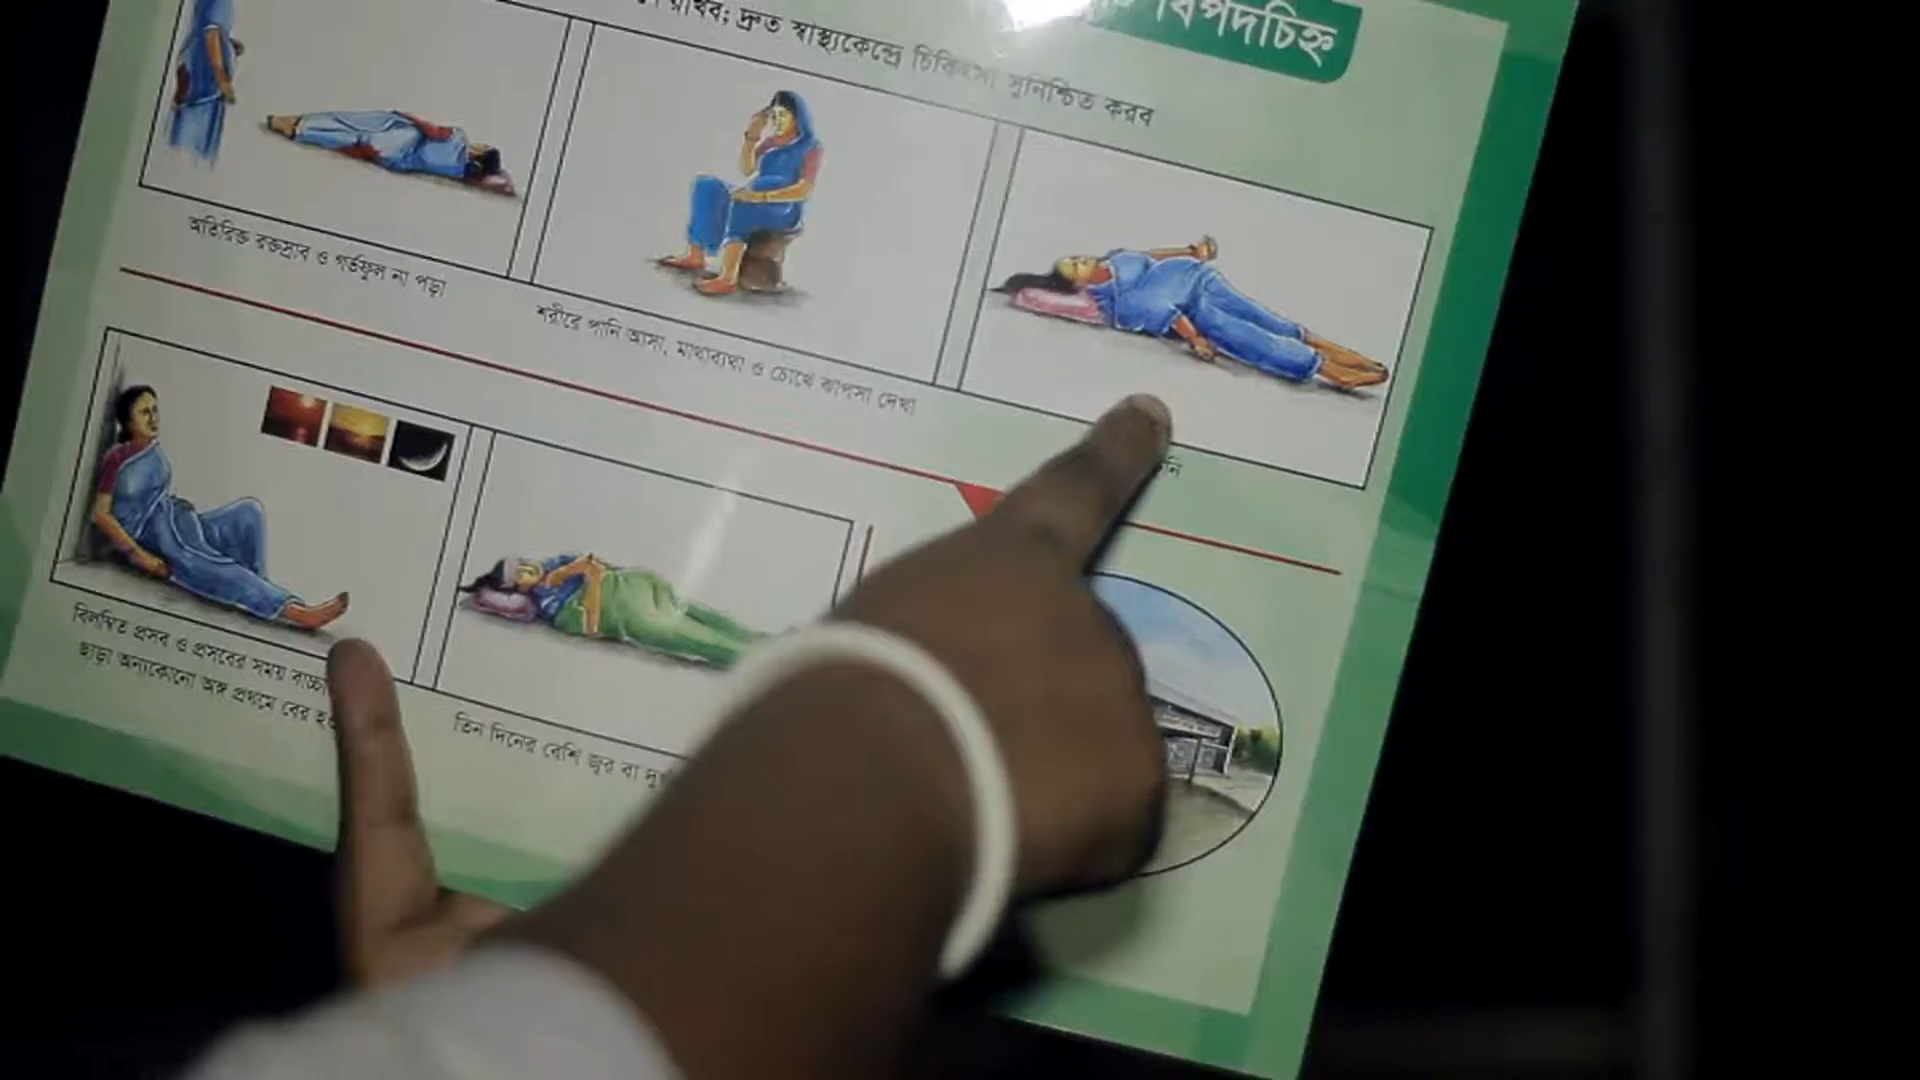 বিপদচিহ্ন
রাখব; দ্রুত স্বাস্থ্যকেন্দ্রে চিকিৎসা সুনিশ্চিত করব
অতিরিক্ত রক্তস্রাব ও গর্ভফুল না পড়া
শরীরে পানি আসা, মাথাব্যথা ও চোখে ঝাপসা দেখা
বিলম্বিত প্রসব ও প্রসবের সময় বাচ্চা
ছাড়া অন্যকোনো অঙ্গ প্রথমে বের
তিন দিনের বেশি জ্বর বা